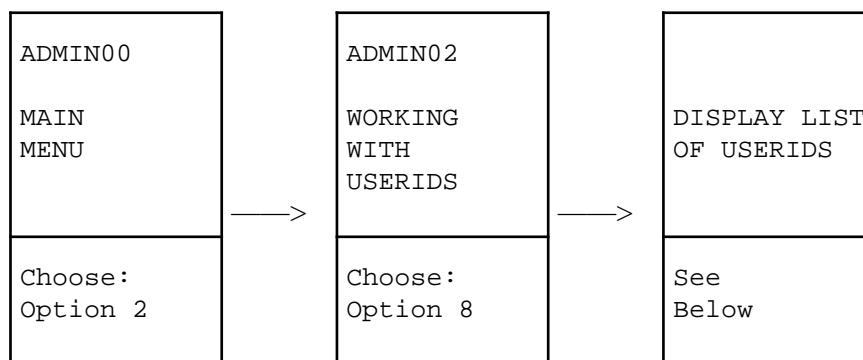 ADMIN00
MAIN
MENU
Choose:
Option 2
ADMIN02
WORKING
WITH
USERIDS
Choose:
Option 8
DISPLAY LIST
OF USERIDS
See
Below